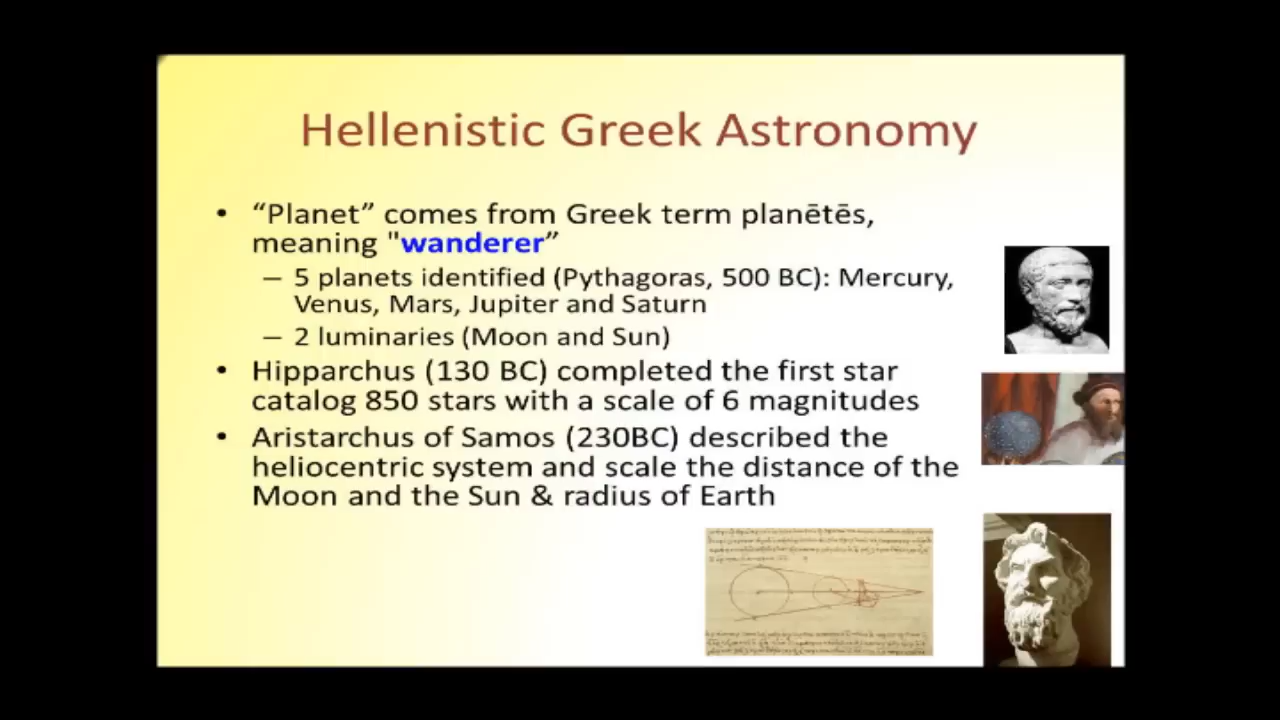 Hellenistic Greek Astronomy
• “Planet” comes from Greek term planētēs,
meaning "wanderer”
– 5 planets identified (Pythagoras, 500 BC): Mercury,
Venus, Mars, Jupiter and Saturn
– 2 luminaries (Moon and Sun)
• Hipparchus (130 BC) completed the first star
catalog 850 stars with a scale of 6 magnitudes
• Aristarchus of Samos (230BC) described the
heliocentric system and scale the distance of the
Moon and the Sun & radius of Earth